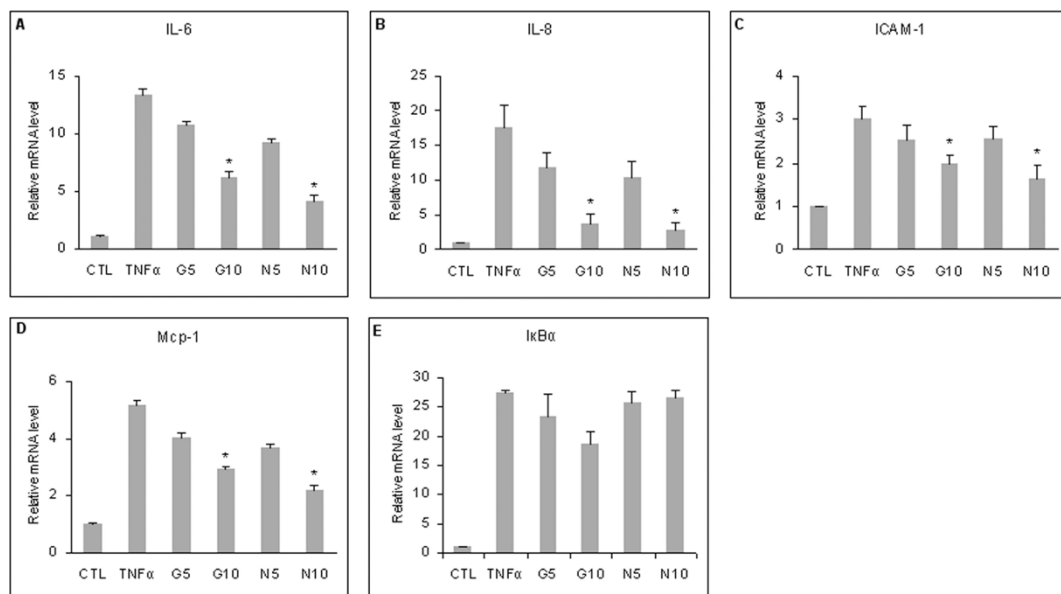 A
IL-6
Relative mRNA level
15
10
5
0
*
*
CTL TNFα G5 G10 N5 N10
B
IL-8
Relative mRNA level
25
20
15
10
5
0
*
*
CTL TNFα G5 G10 N5 N10
C
ICAM-1
Relative mRNA level
4
3
2
1
0
*
*
CTL TNFα G5 G10 N5 N10
D
Mcp-1
Relative mRNA level
6
4
2
0
*
*
CTL TNFα G5 G10 N5 N10
E
IκBα
Relative mRNA level
30
25
20
15
10
5
0
CTL TNFα G5 G10 N5 N10